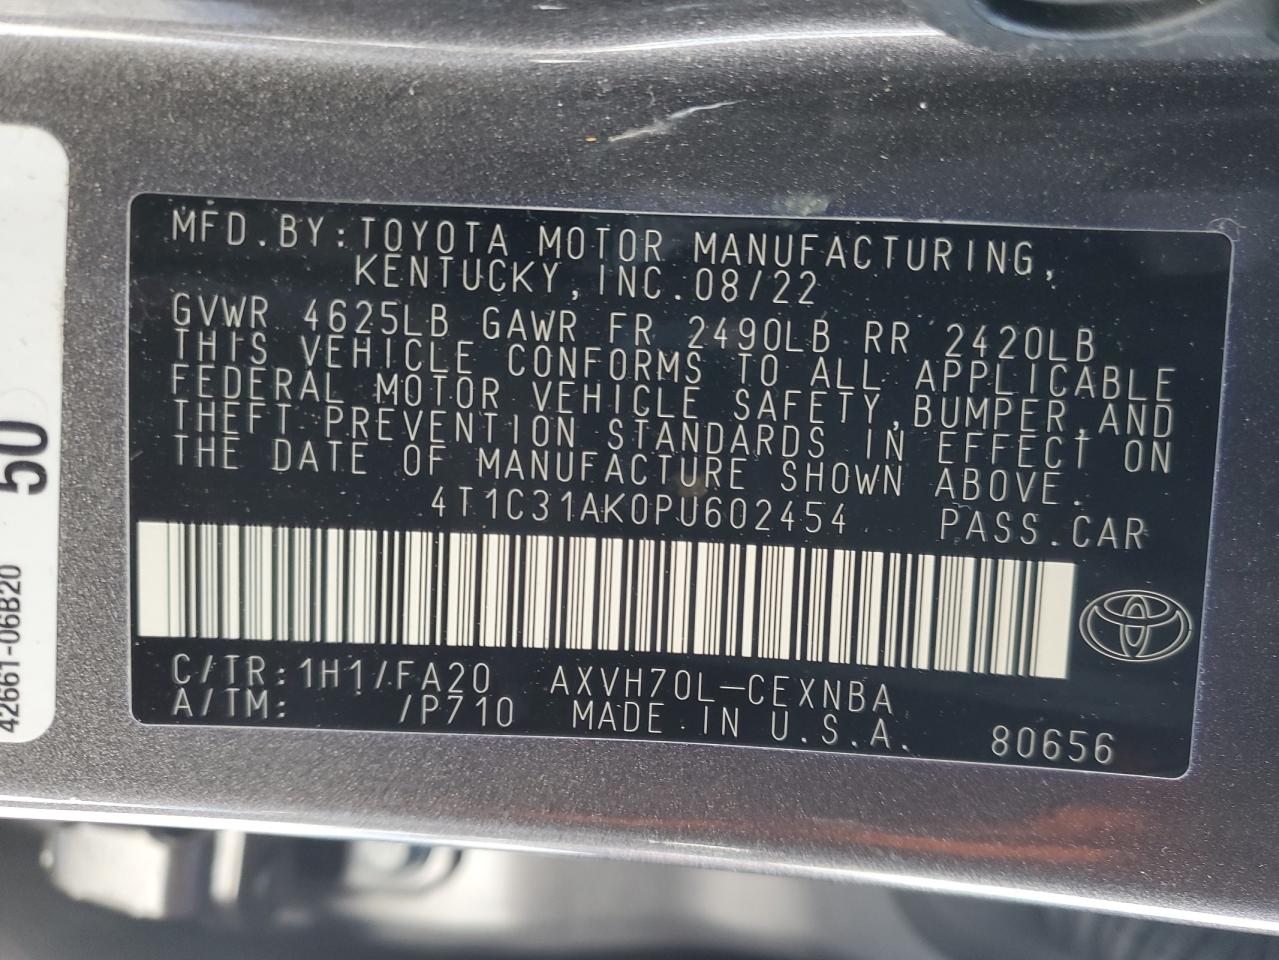 MFD.BY:TOYOTA MOTOR MANUFACTURING,
KENTUCKY,INC.08/22
GVWR 4625LB GAWR FR 2490LB RR 2420LB
THIS VEHICLE CONFORMS TO ALL APPLICABLE
FEDERAL MOTOR VEHICLE SAFETY,BUMPER,AND
THEFT PREVENTION STANDARDS IN EFFECT ON
THE DATE OF MANUFACTURE SHOWN ABOVE.
4T1C31AK0PU602454 PASS.CAR
C/TR:1H1/FA20 AXVH70L-CEXNBA
A/TM: /P710 MADE IN U.S.A. 80656
50
42661-06B20